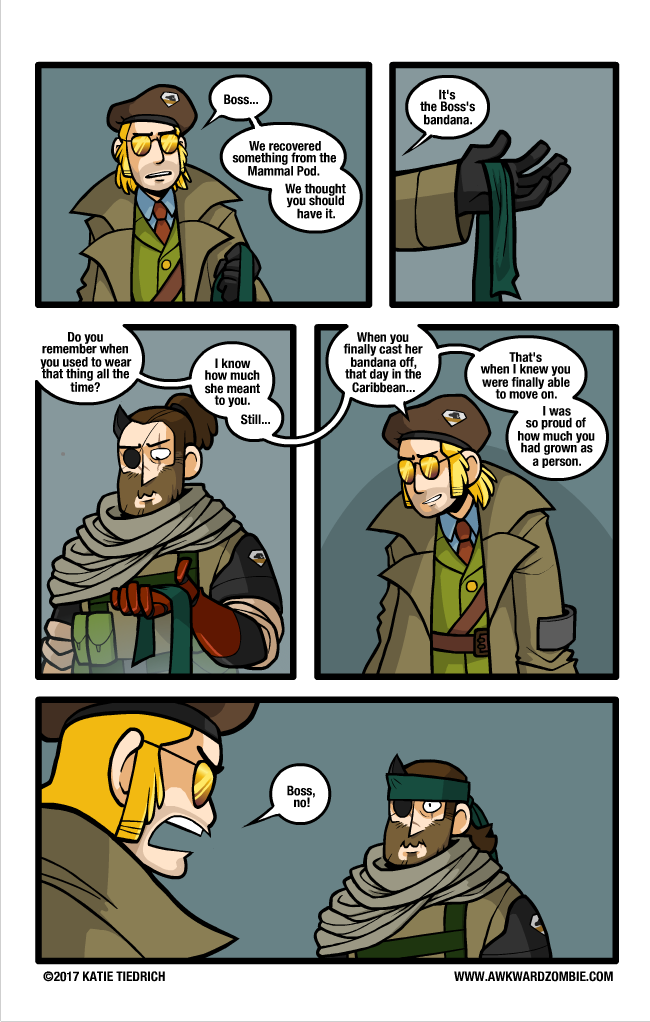 Boss...
We recovered
something from the
Mammal Pod.
We thought
you should
have it.
It's
the Boss's
bandana.
Do you
remember when
you used to wear
that thing all the
time?
I know
how much
she meant
to you.
Still...
When you
finally cast her
bandana off,
that day in the
Caribbean...
That's
when I knew you
were finally able
to move on.
I was
so proud of
how much you
had grown as
a person.
Boss,
no!
©2017 KATIE TIEDRICH
WWW.AWKWARDZOMBIE.COM